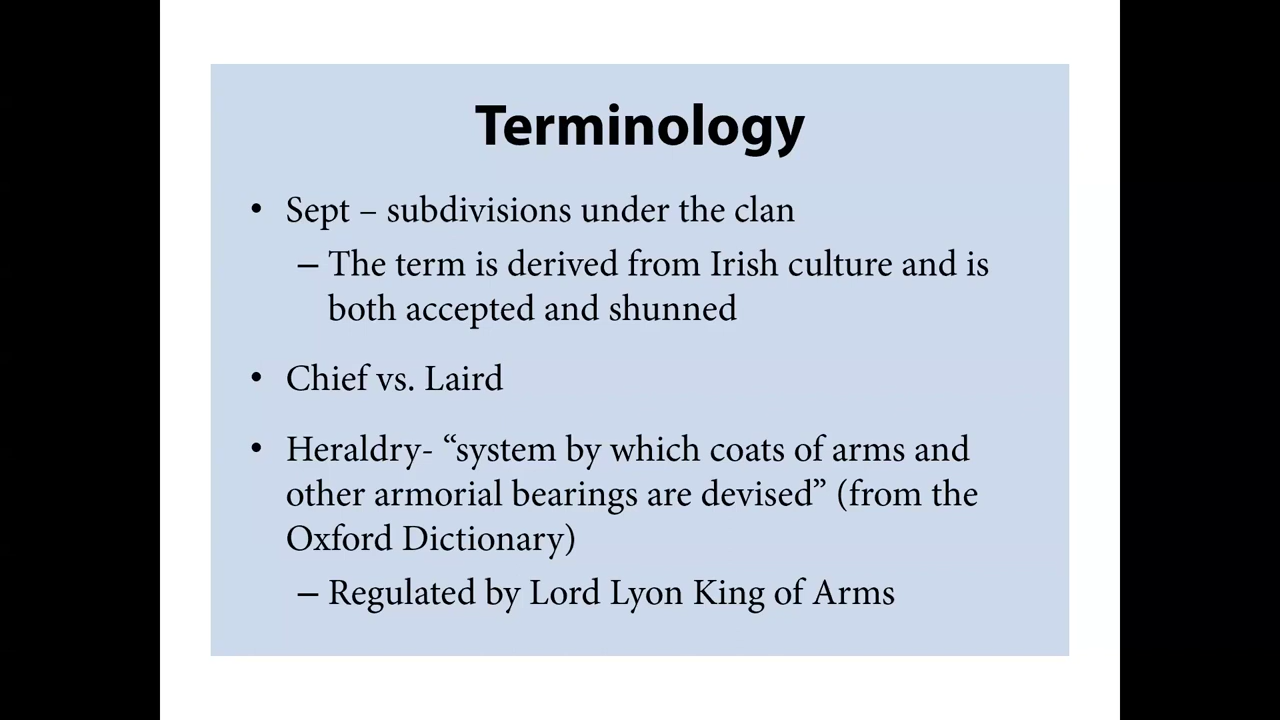 Terminology
• Sept – subdivisions under the clan
– The term is derived from Irish culture and is
both accepted and shunned
• Chief vs. Laird
• Heraldry- “system by which coats of arms and
other armorial bearings are devised” (from the
Oxford Dictionary)
– Regulated by Lord Lyon King of Arms